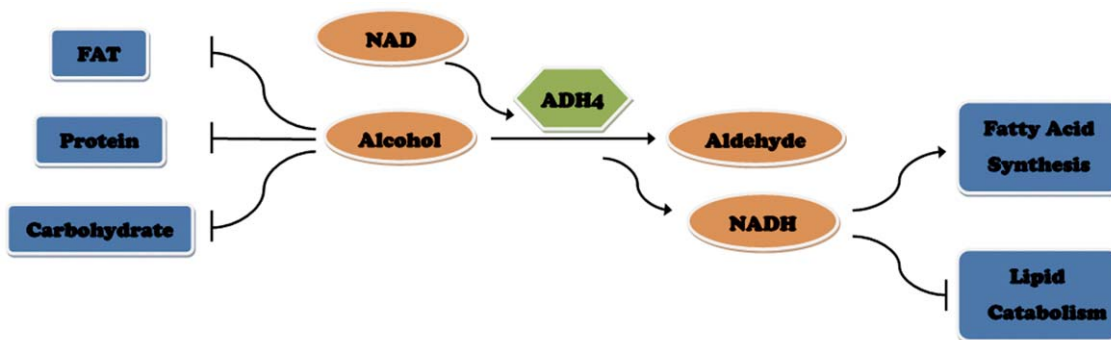 FAT
NAD
ADH4
Protein
Alcohol
Aldehyde
Fatty Acid
Synthesis
Carbohydrate
NADH
Lipid
Catabolism